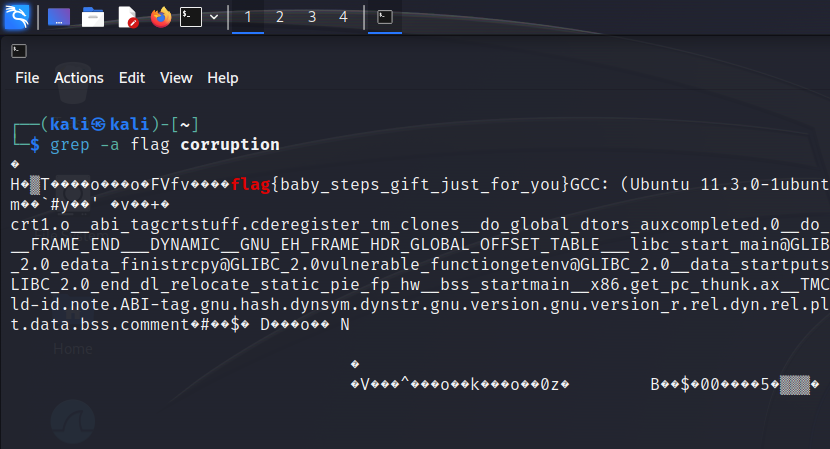 1 2 3 4
File Actions Edit View Help
┌──(kali㉿kali)-[~]
└─$ grep -a flag corruption
�
H�▒T����o���o�FVfv����flag{baby_steps_gift_just_for_you}GCC: (Ubuntu 11.3.0-1ubunt
m��`#y��' �v��+�
crt1.o__abi_tagcrtstuff.cderegister_tm_clones__do_global_dtors_auxcompleted.0__do_
__FRAME_END___DYNAMIC__GNU_EH_FRAME_HDR_GLOBAL_OFFSET_TABLE___libc_start_main@GLIB
_2.0_edata_finistrcpy@GLIBC_2.0vulnerable_functiongetenv@GLIBC_2.0__data_startputs
LIBC_2.0_end_dl_relocate_static_pie_fp_hw__bss_startmain__x86.get_pc_thunk.ax__TMC
ld-id.note.ABI-tag.gnu.hash.dynsym.dynstr.gnu.version.gnu.version_r.rel.dyn.rel.pl
t.data.bss.comment�#��$� D���o�� N
�
�V���^���o��k���o��0z� B��$�00����5�▒▒▒�
Home